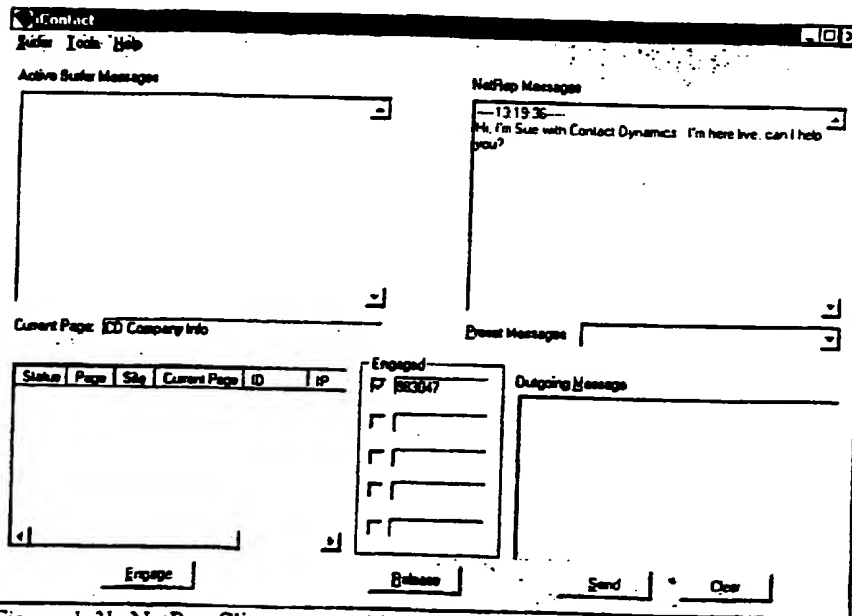 iContact
Surfer Tools Help
Active Surfer Messages
NetRep Messages
----13:19:36----
Hi, I'm Sue with Contact Dynamics I'm here live, can I help
you?
Current Page: CD Company Info
Preset Messages
Status Page Site Current Page ID IP
Engaged
983047
Outgoing Message
Engage
Release
Send
Clear